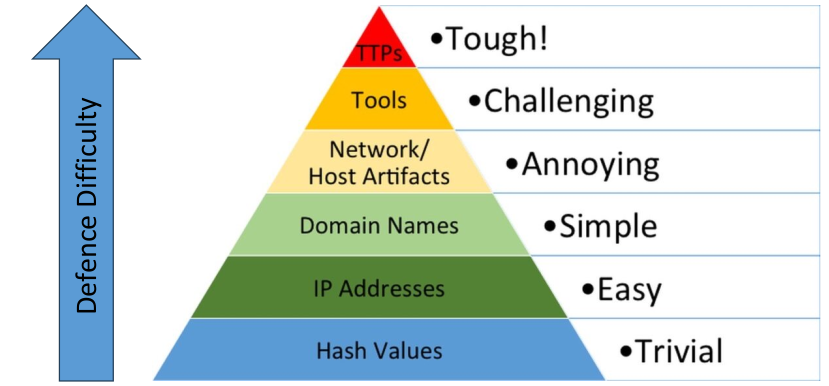 Defence Difficulty
TTPs
•Tough!
Tools
•Challenging
Network/
Host Artifacts
•Annoying
Domain Names
•Simple
IP Addresses
•Easy
Hash Values
•Trivial